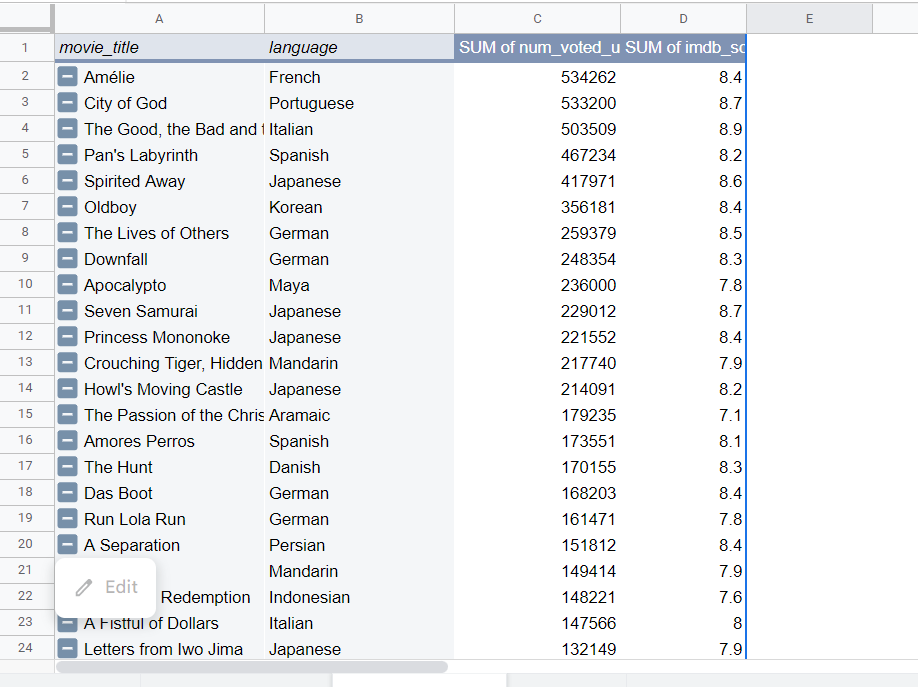 A B C D E
1 movie_title language SUM of num_voted_u SUM of imdb_sc
2 Amélie French 534262 8.4
3 City of God Portuguese 533200 8.7
4 The Good, the Bad and t Italian 503509 8.9
5 Pan's Labyrinth Spanish 467234 8.2
6 Spirited Away Japanese 417971 8.6
7 Oldboy Korean 356181 8.4
8 The Lives of Others German 259379 8.5
9 Downfall German 248354 8.3
10 Apocalypto Maya 236000 7.8
11 Seven Samurai Japanese 229012 8.7
12 Princess Mononoke Japanese 221552 8.4
13 Crouching Tiger, Hidden Mandarin 217740 7.9
14 Howl's Moving Castle Japanese 214091 8.2
15 The Passion of the Chris Aramaic 179235 7.1
16 Amores Perros Spanish 173551 8.1
17 The Hunt Danish 170155 8.3
18 Das Boot German 168203 8.4
19 Run Lola Run German 161471 7.8
20 A Separation Persian 151812 8.4
21 Mandarin 149414 7.9
Edit
22 Redemption Indonesian 148221 7.6
23 A Fistful of Dollars Italian 147566 8
24 Letters from Iwo Jima Japanese 132149 7.9